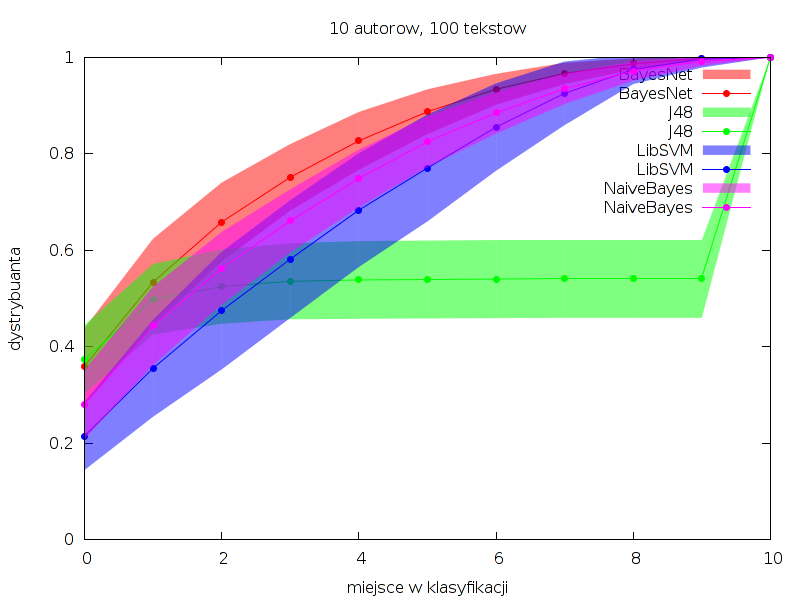 10 autorow, 100 tekstow
1
0.8
0.6
0.4
0.2
0
dystrybuanta
BayesNet
BayesNet
J48
J48
LibSVM
LibSVM
NaiveBayes
NaiveBayes
0 2 4 6 8 10
miejsce w klasyfikacji